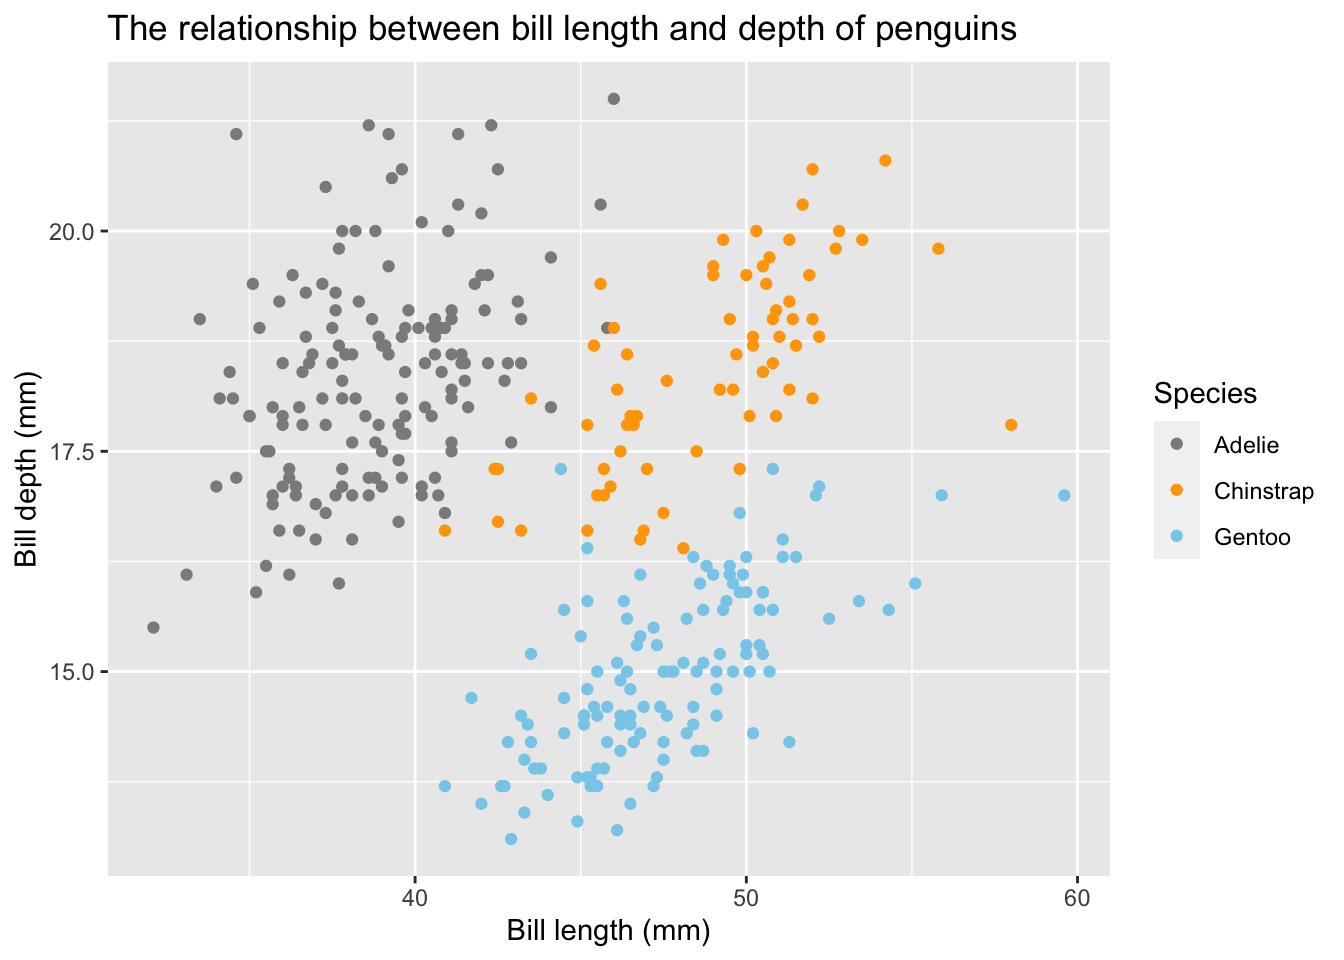 The relationship between bill length and depth of penguins
Bill depth (mm)
20.0
17.5
15.0
40
50
60
Bill length (mm)
Species
Adelie
Chinstrap
Gentoo